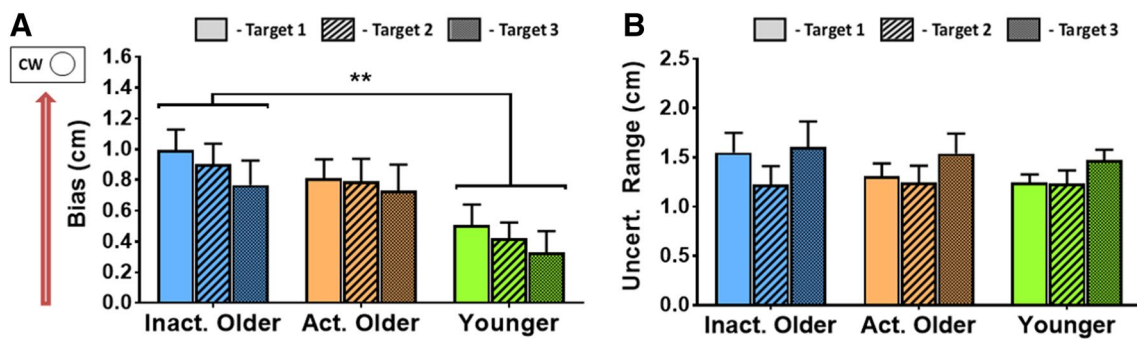 A
- Target 1 - Target 2 - Target 3
CW
Bias (cm)
1.6
1.4
1.2
1.0
0.8
0.6
0.4
0.2
0.0
**
Inact. Older Act. Older Younger
B
- Target 1 - Target 2 - Target 3
Uncert. Range (cm)
2.5
2.0
1.5
1.0
0.5
0.0
Inact. Older Act. Older Younger